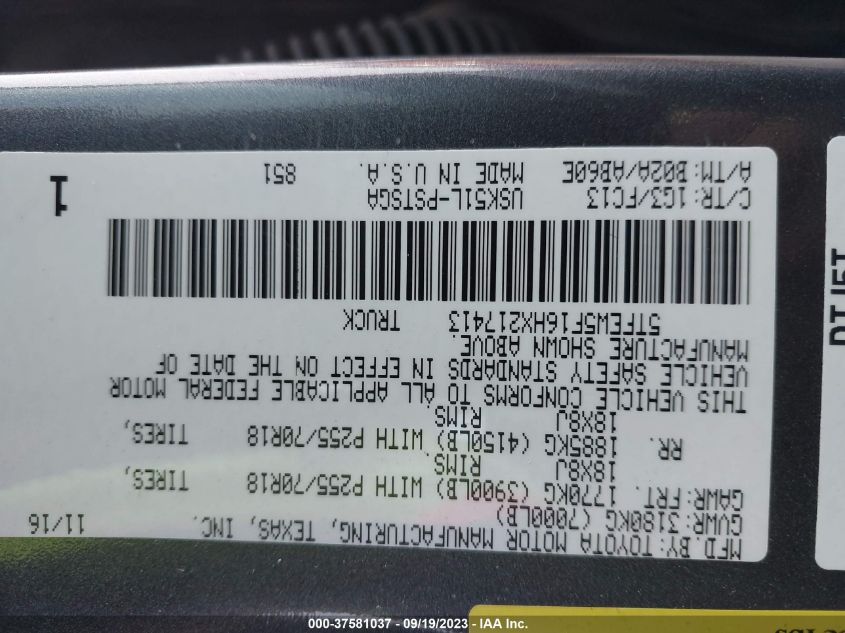 MFD.BY: TOYOTA MOTOR MANUFACTURING, TEXAS, INC. 11/16
GVWR: 3180KG (7000LB)
GAWR: FRT. 1770KG (3900LB) WITH P255/70R18 TIRES,
18X8J RIMS
RR. 1885KG (4150LB) WITH P255/70R18 TIRES,
18X8J RIMS
THIS VEHICLE CONFORMS TO ALL APPLICABLE FEDERAL MOTOR
VEHICLE SAFETY STANDARDS IN EFFECT ON THE DATE OF
MANUFACTURE SHOWN ABOVE.
5TFEW5F16HX217413 TRUCK
C/TR: 1G3/FC13 USK51L-PSTSGA
A/TM: B02A/AB60E MADE IN U.S.A. 851
1
000-37581037 - 09/19/2023 - IAA Inc.